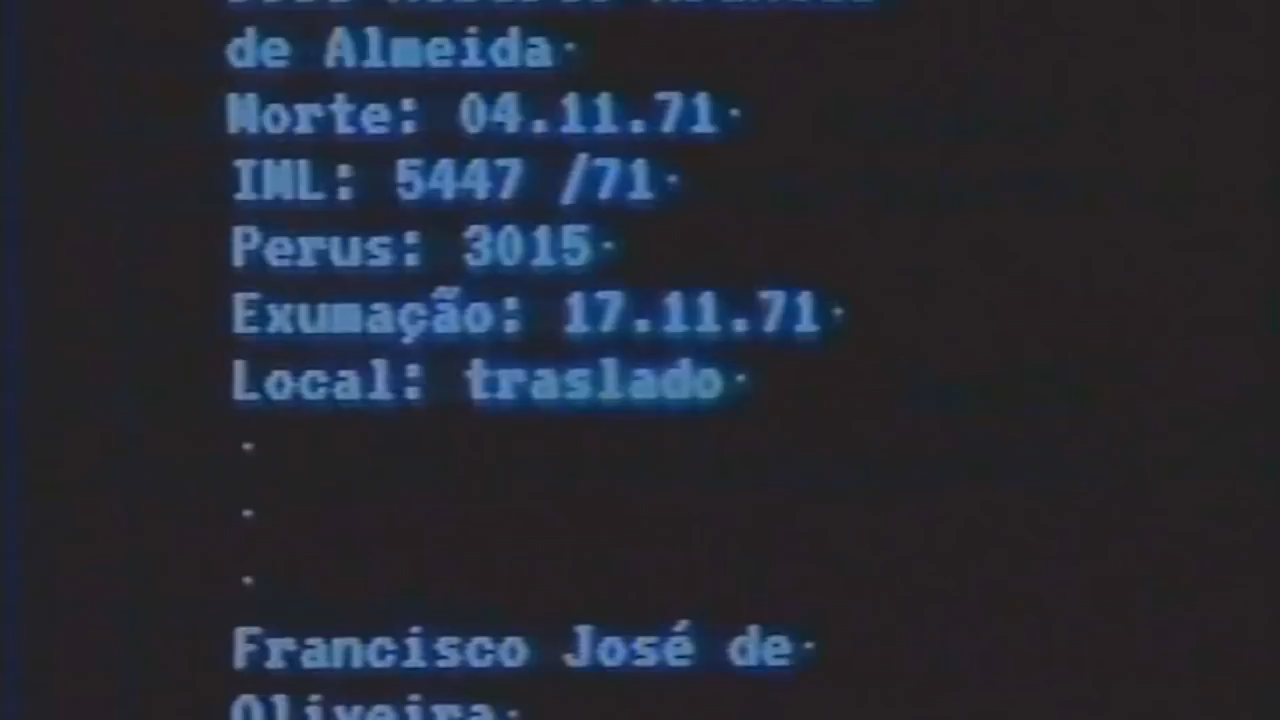 de Almeida
Morte: 04.11.71
IML: 5447 /71
Perus: 3015
Exumação: 17.11.71
Local: traslado
Francisco José de
Oliveira